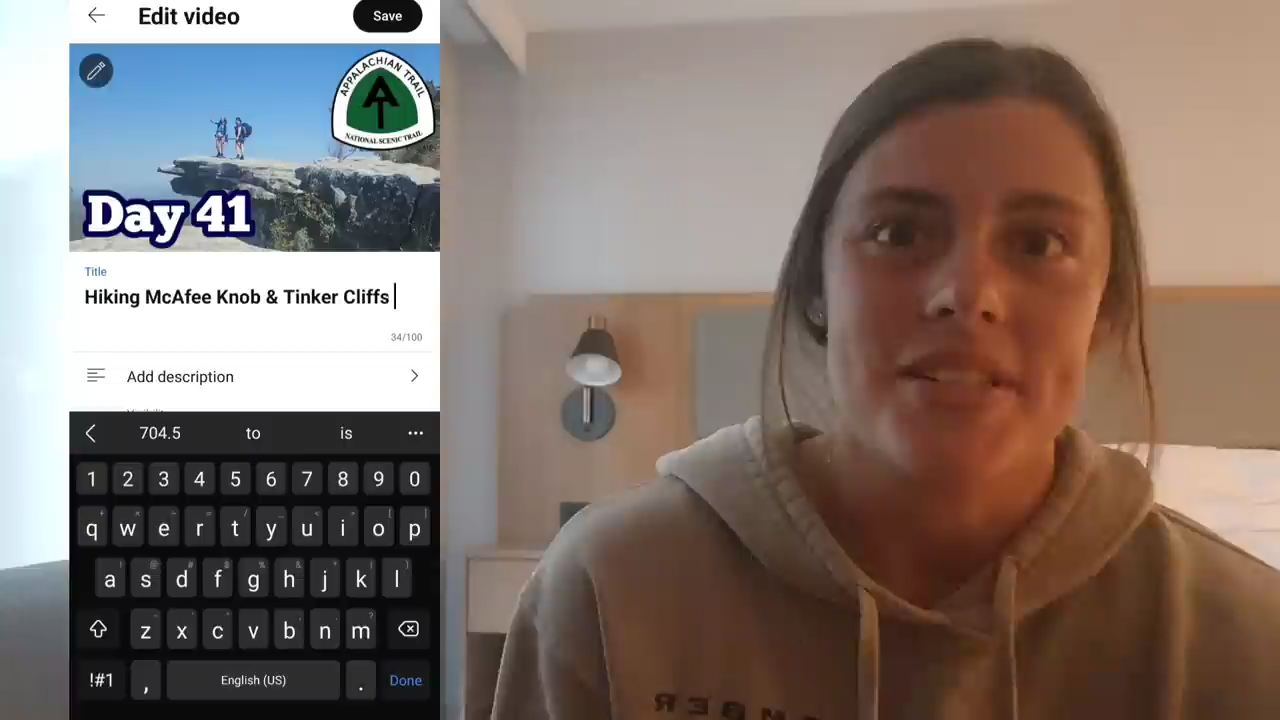 Edit video
Save
APPALACHIAN TRAIL
NATIONAL SCENIC TRAIL
Day 41
Title
Hiking McAfee Knob & Tinker Cliffs
34/100
Add description
704.5 to is
1 2 3 4 5 6 7 8 9 0
q w e r t y u i o p
a s d f g h j k l
z x c v b n m
!#1 , English (US) . Done